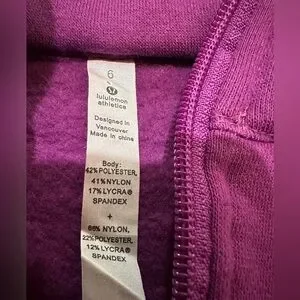 6
lululemon
athletica
Designed in
Vancouver
Made in china
Body:
42% POLYESTER,
41% NYLON
17% LYCRA®
SPANDEX
+
66% NYLON,
22% POLYESTER,
12% LYCRA®
SPANDEX